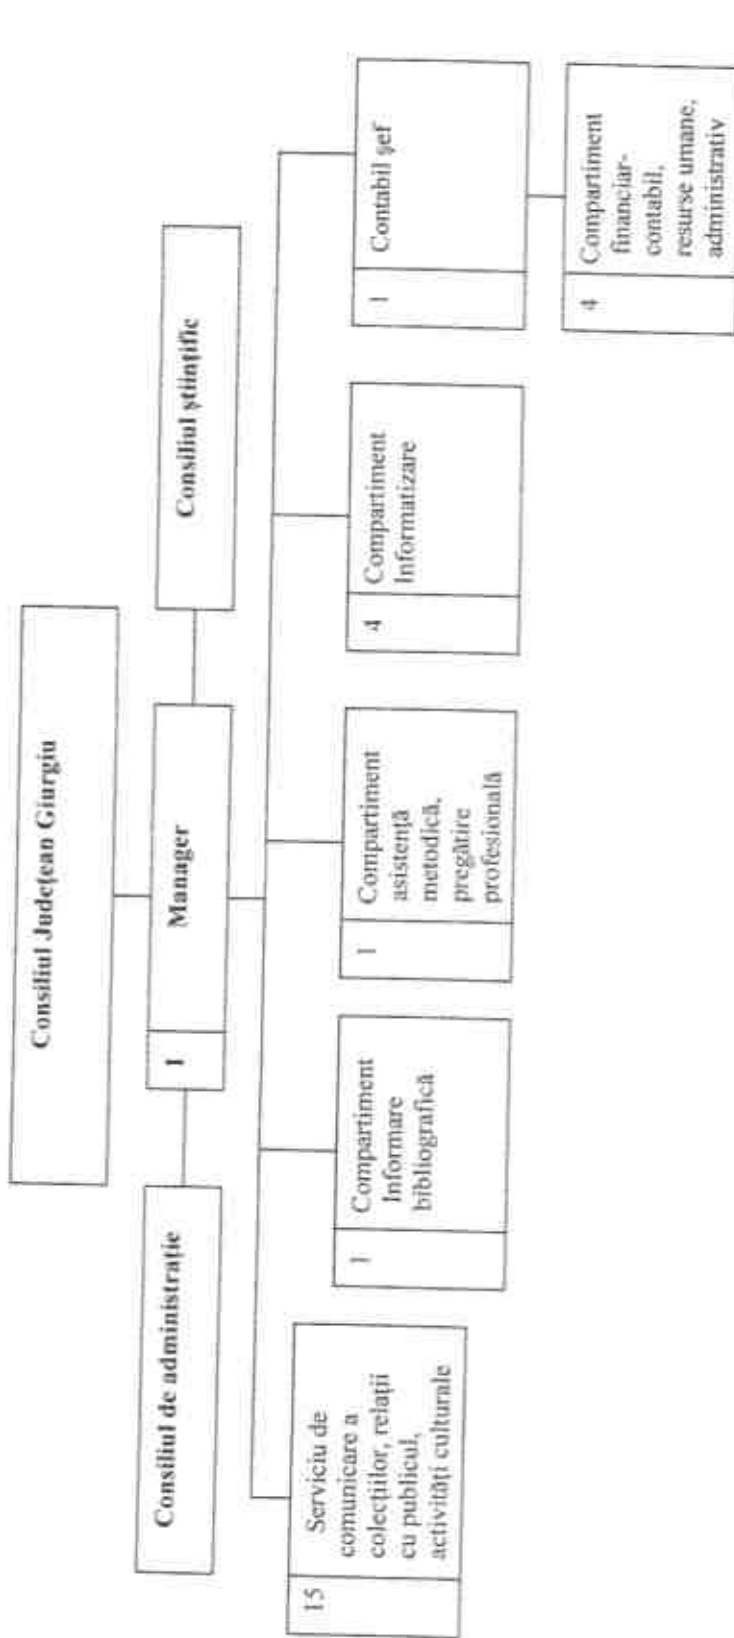 Consiliul Județean Giurgiu
Consiliul de administrație
1
Manager
Consiliul științific
15
Serviciu de
comunicare a
colecțiilor, relații
cu publicul,
activități culturale
1
Compartiment
Informare
bibliografică
1
Compartiment
asistență
metodică,
pregătire
profesională
4
Compartiment
Informatizare
1
Contabil șef
4
Compartiment
financiar-
contabil,
resurse umane,
administrativ